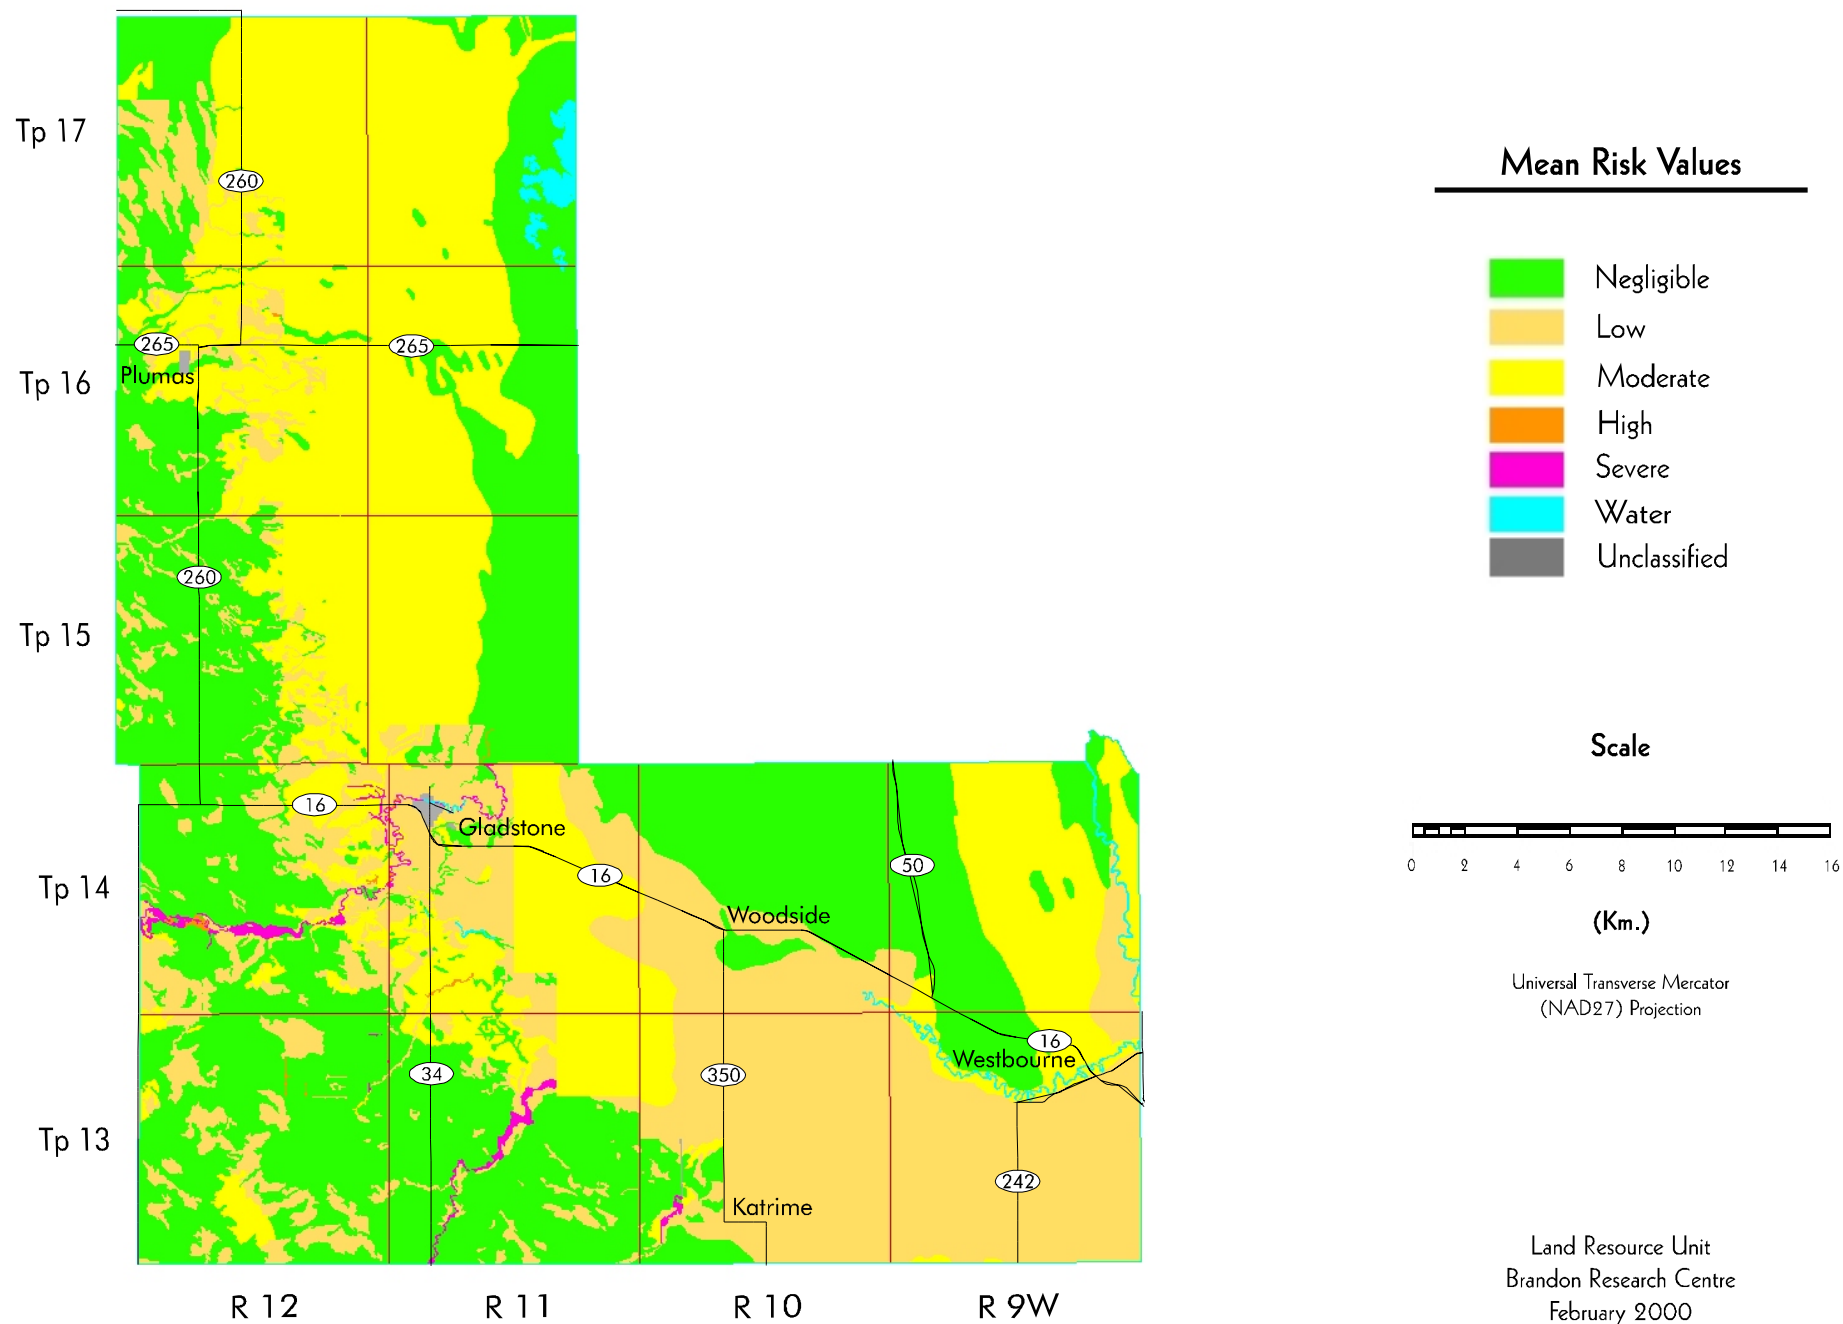 Tp 17
Tp 16
Tp 15
Tp 14
Tp 13
260
265
265
Plumas
260
16
Gladstone
16
50
Woodside
16
Westbourne
34
350
242
Katrime
R 12
R 11
R 10
R 9W
Mean Risk Values
Negligible
Low
Moderate
High
Severe
Water
Unclassified
Scale
0 2 4 6 8 10 12 14 16
(Km.)
Universal Transverse Mercator
(NAD27) Projection
Land Resource Unit
Brandon Research Centre
February 2000